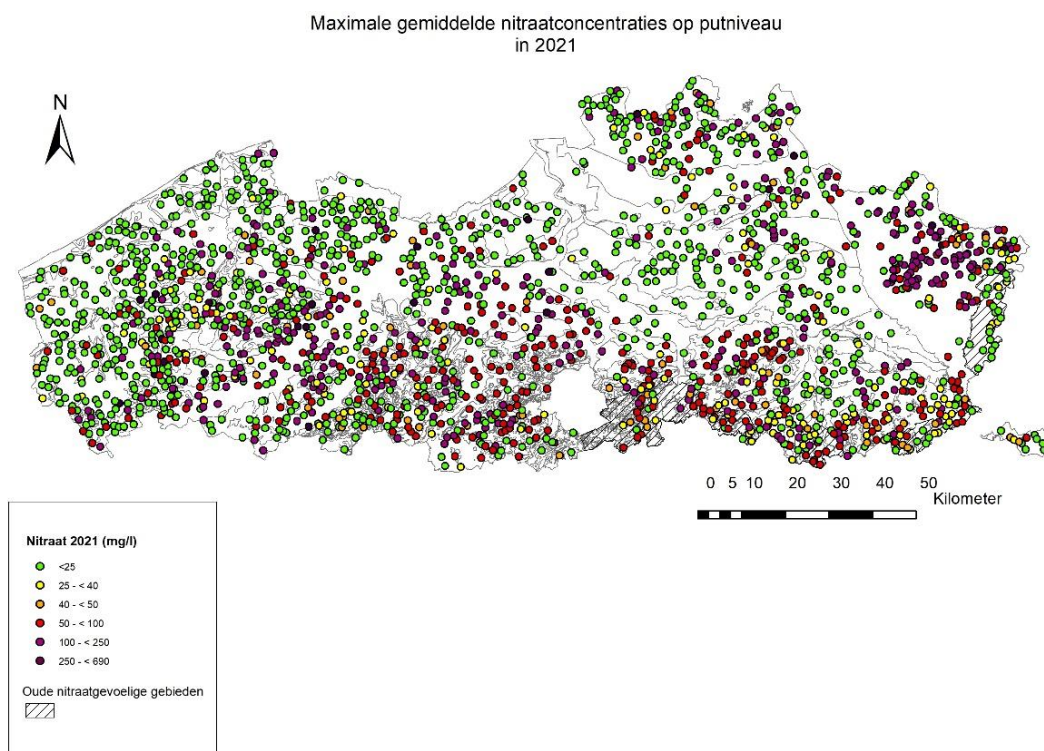 Maximale gemiddelde nitraatconcentraties op putniveau
in 2021
N
0 5 10 20 30 40 50
Kilometer
Nitraat 2021 (mg/l)
<25
25 - < 40
40 - < 50
50 - < 100
100 - < 250
250 - < 690
Oude nitraatgevoelige gebieden